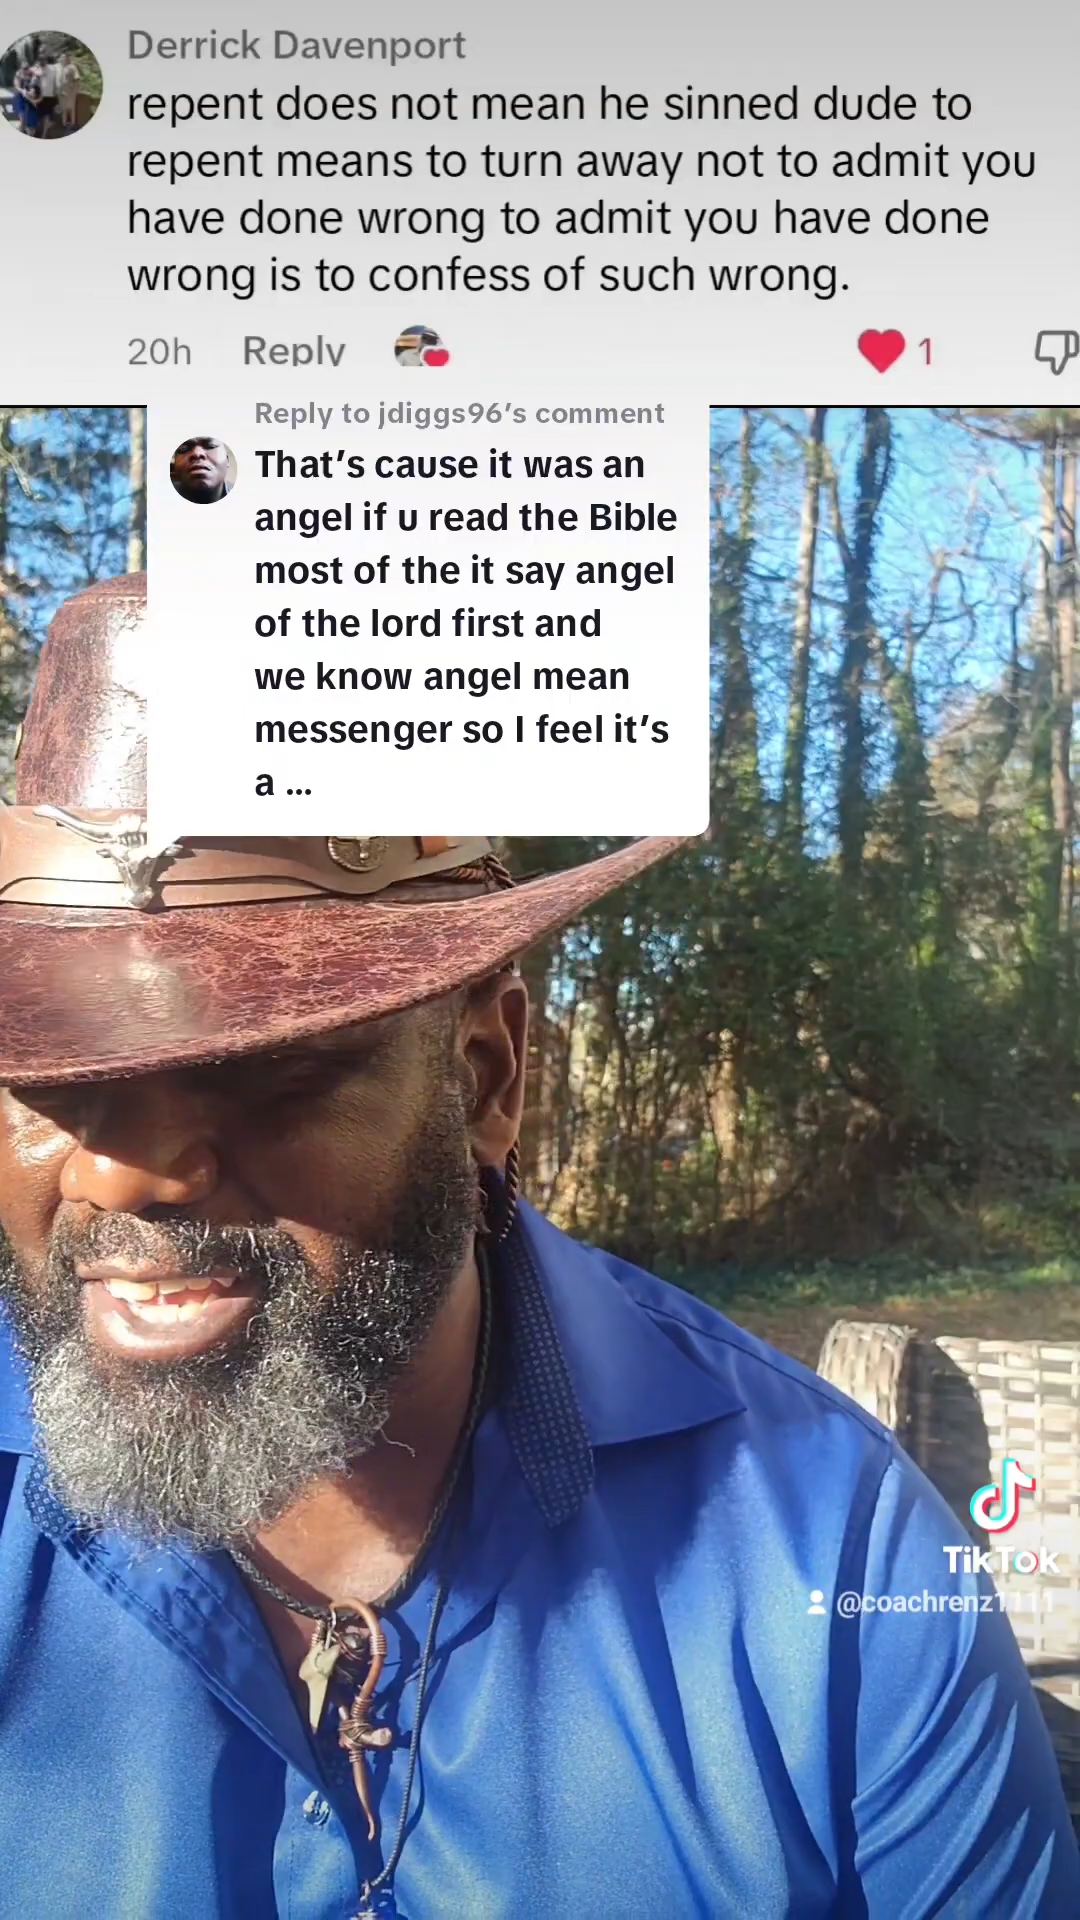 Derrick Davenport
repent does not mean he sinned dude to
repent means to turn away not to admit you
have done wrong to admit you have done
wrong is to confess of such wrong.
20h Reply 1
Reply to jdiggs96's comment
That's cause it was an
angel if u read the Bible
most of the it say angel
of the lord first and
we know angel mean
messenger so I feel it's
a ...
TikTok
@coachrenz1111